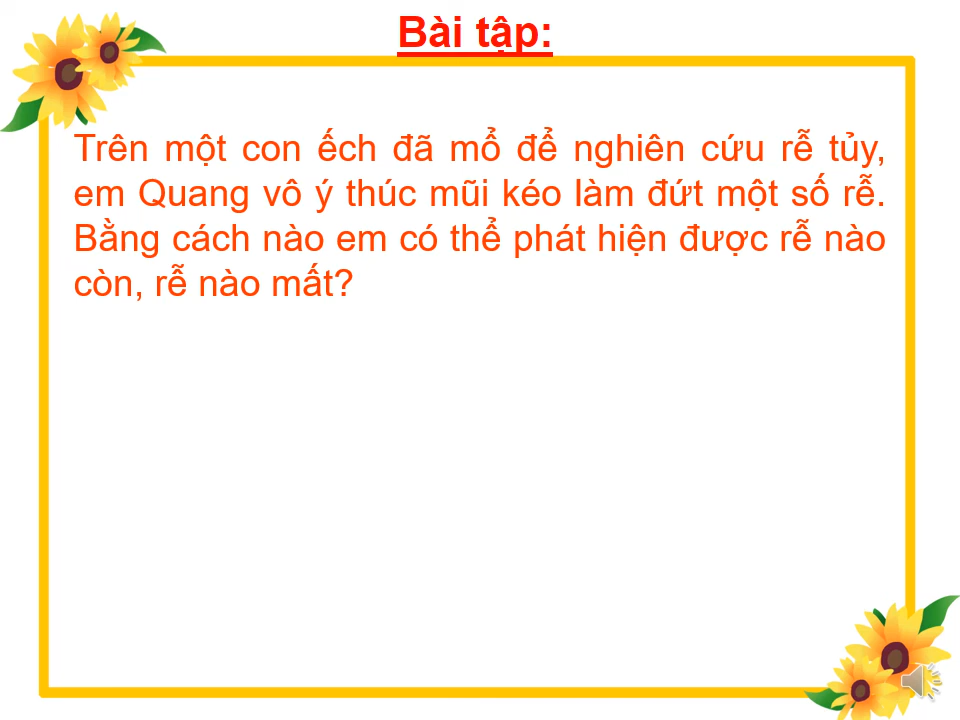 Bài tập:
Trên một con ếch đã mổ để nghiên cứu rễ tủy,
em Quang vô ý thúc mũi kéo làm đứt một số rễ.
Bằng cách nào em có thể phát hiện được rễ nào
còn, rễ nào mất?